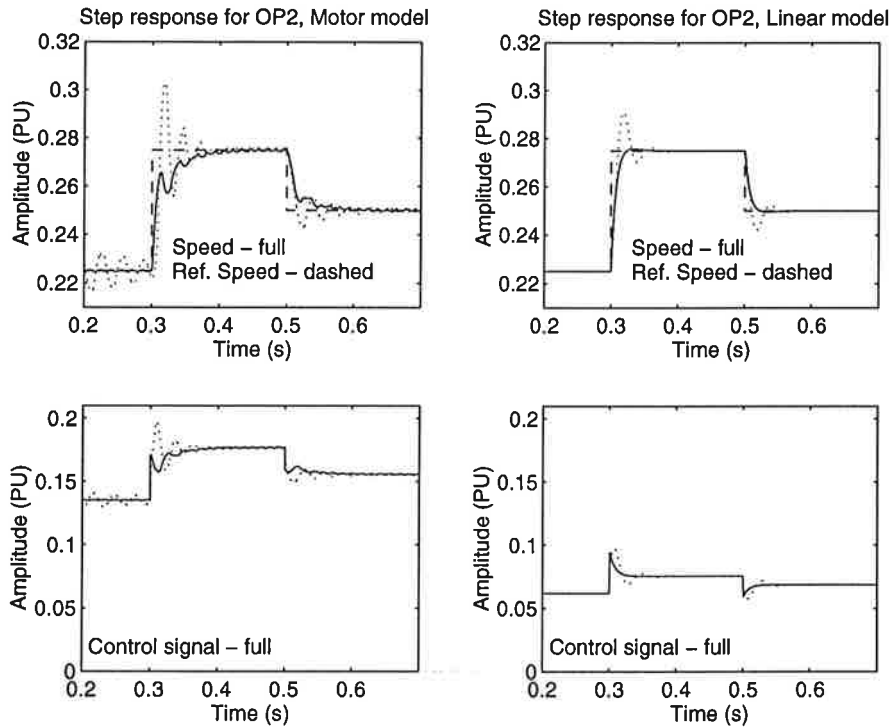 Step response for OP2, Motor model
0.32
0.3
0.28
0.26
0.24
0.22
Amplitude (PU)
Speed – full
Ref. Speed – dashed
0.2 0.3 0.4 0.5 0.6
Time (s)
Step response for OP2, Linear model
0.32
0.3
0.28
0.26
0.24
0.22
Amplitude (PU)
Speed – full
Ref. Speed – dashed
0.2 0.3 0.4 0.5 0.6
Time (s)
0.2
0.15
0.1
0.05
0
Amplitude (PU)
Control signal – full
0.2 0.3 0.4 0.5 0.6
Time (s)
0.2
0.15
0.1
0.05
0
Amplitude (PU)
Control signal – full
0.2 0.3 0.4 0.5 0.6
Time (s)